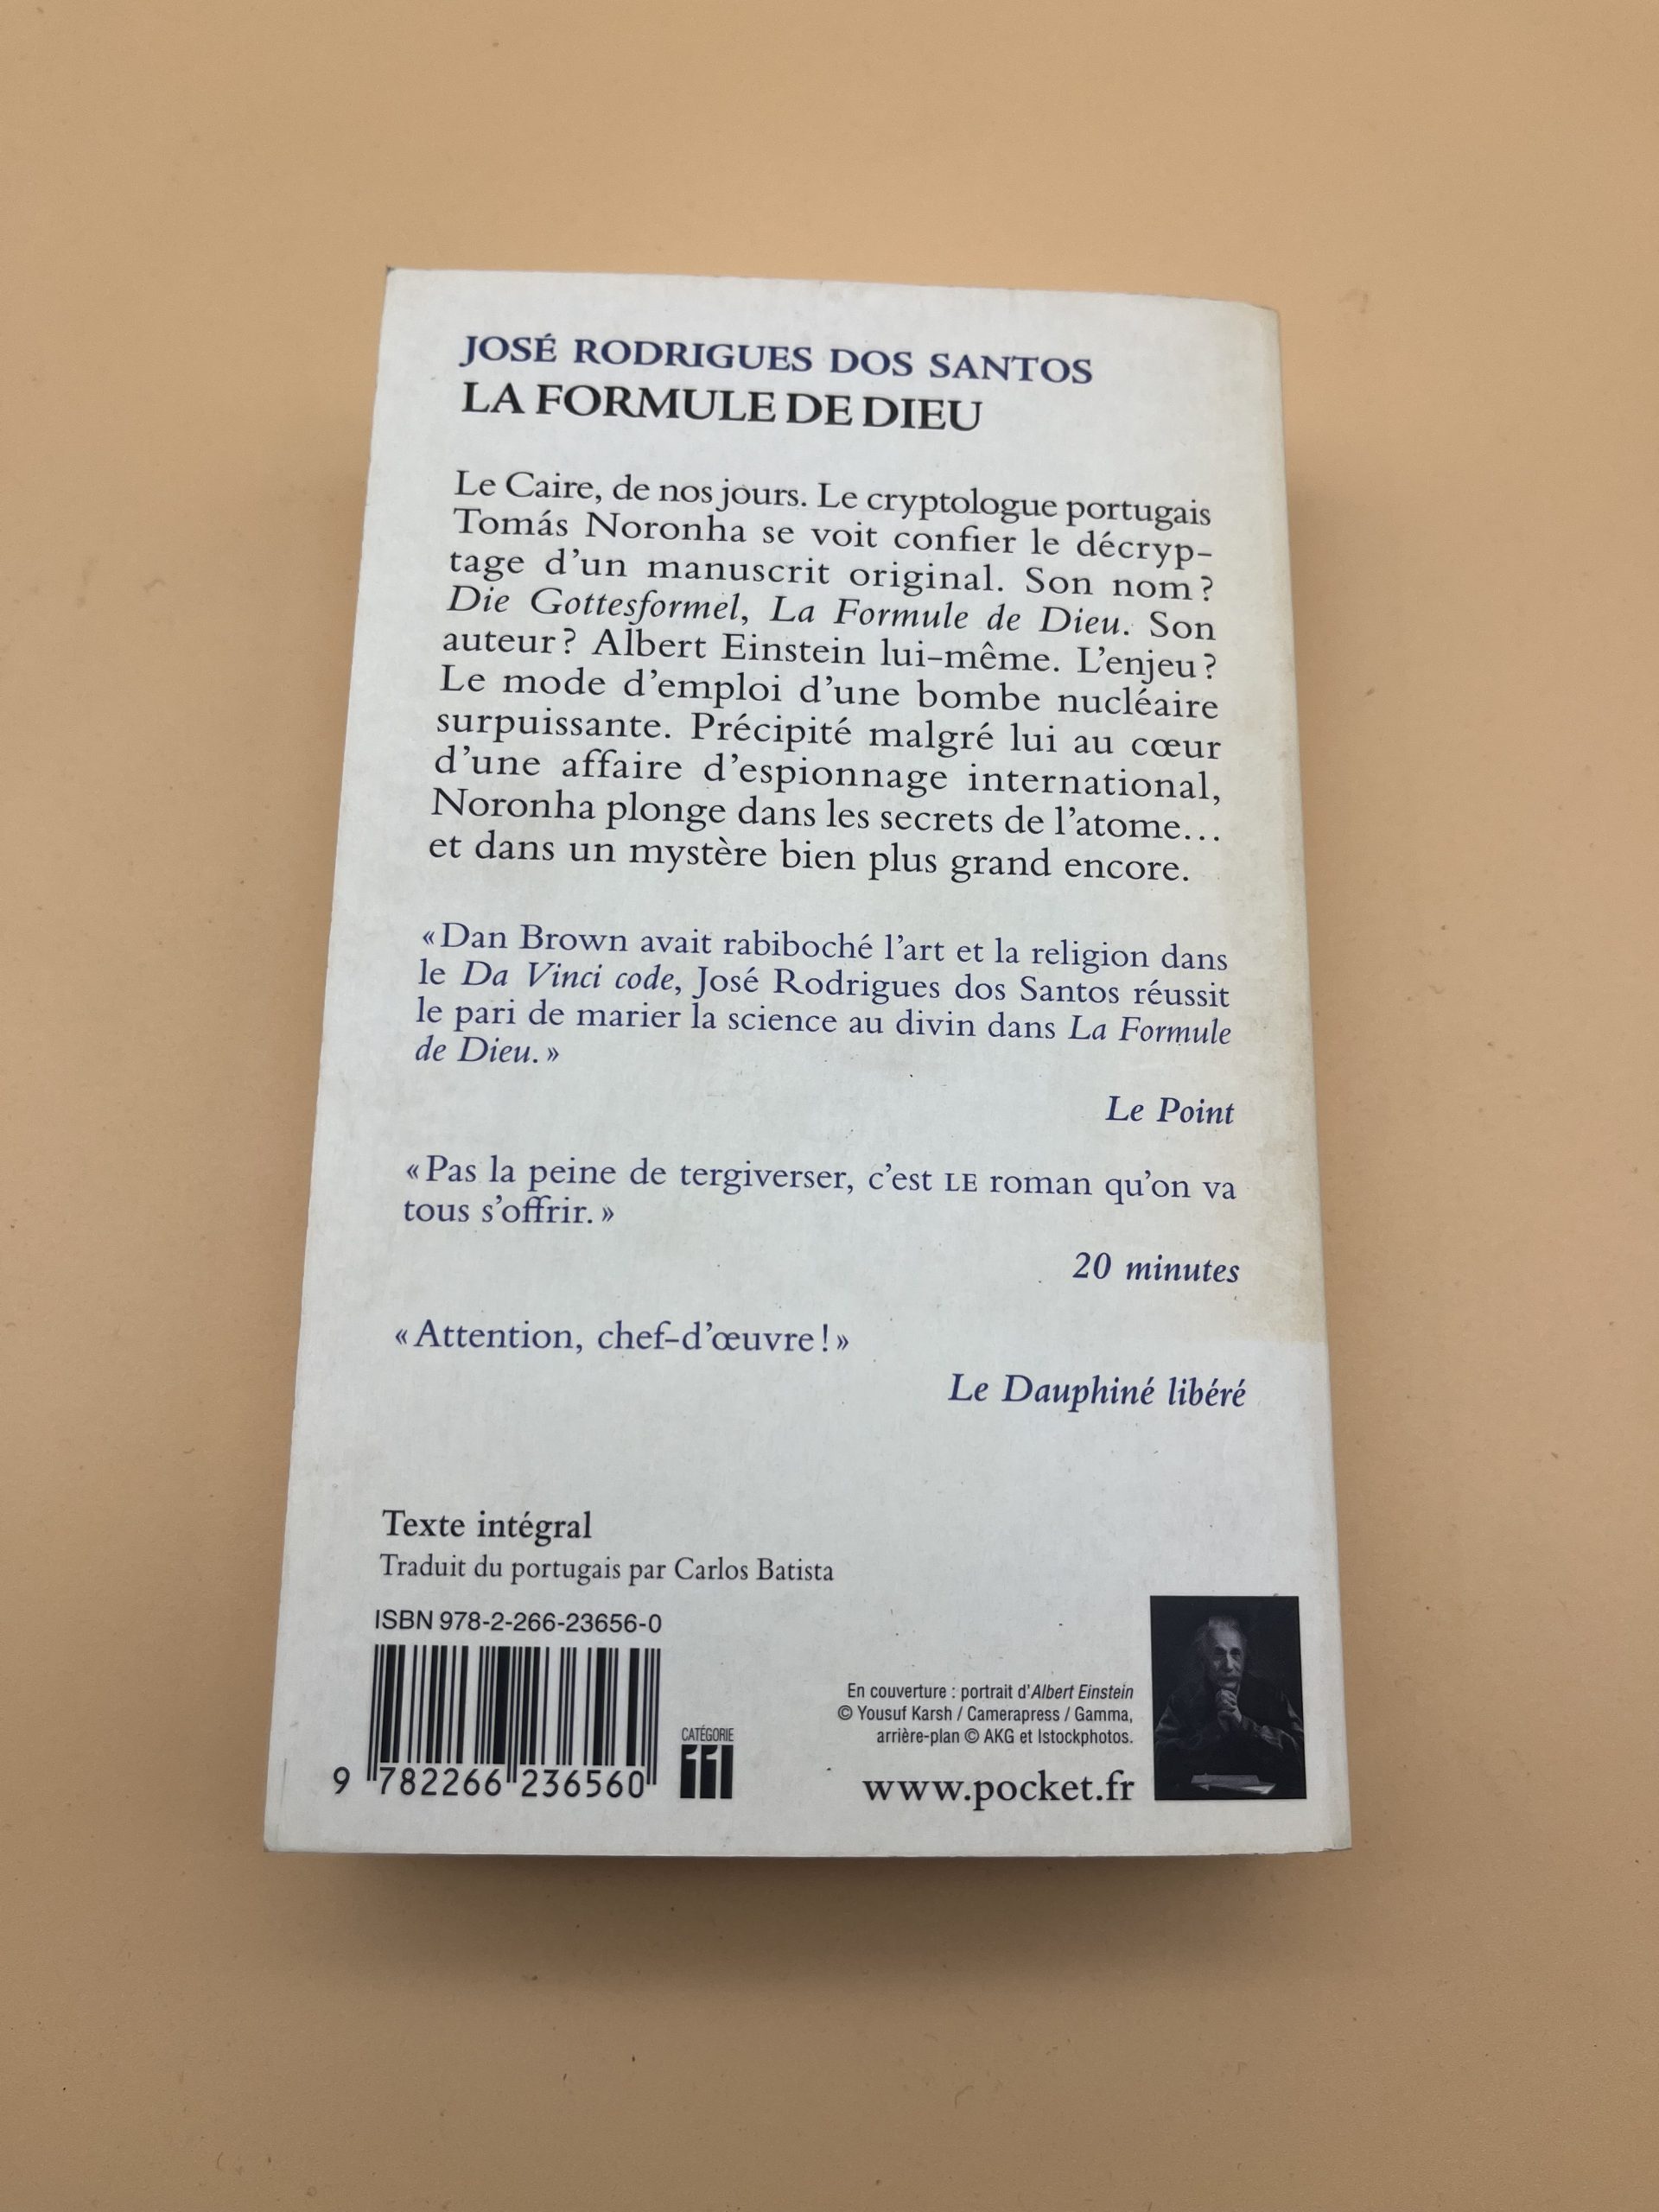 JOSÉ RODRIGUES DOS SANTOS
LA FORMULE DE DIEU
Le Caire, de nos jours. Le cryptologue portugais
Tomás Noronha se voit confier le décryp-
tage d'un manuscrit original. Son nom ?
Die Gottesformel, La Formule de Dieu. Son
auteur ? Albert Einstein lui-même. L'enjeu ?
Le mode d'emploi d'une bombe nucléaire
surpuissante. Précipité malgré lui au cœur
d'une affaire d'espionnage international,
Noronha plonge dans les secrets de l'atome…
et dans un mystère bien plus grand encore.
« Dan Brown avait rabiboché l'art et la religion dans
le Da Vinci code, José Rodrigues dos Santos réussit
le pari de marier la science au divin dans La Formule
de Dieu. »
Le Point
« Pas la peine de tergiverser, c'est LE roman qu'on va
tous s'offrir. »
20 minutes
« Attention, chef-d'œuvre ! »
Le Dauphiné libéré
Texte intégral
Traduit du portugais par Carlos Batista
ISBN 978-2-266-23656-0
9 782266 236560
CATÉGORIE
11
En couverture : portrait d'Albert Einstein
© Yousuf Karsh / Camerapress / Gamma,
arrière-plan © AKG et Istockphotos.
www.pocket.fr